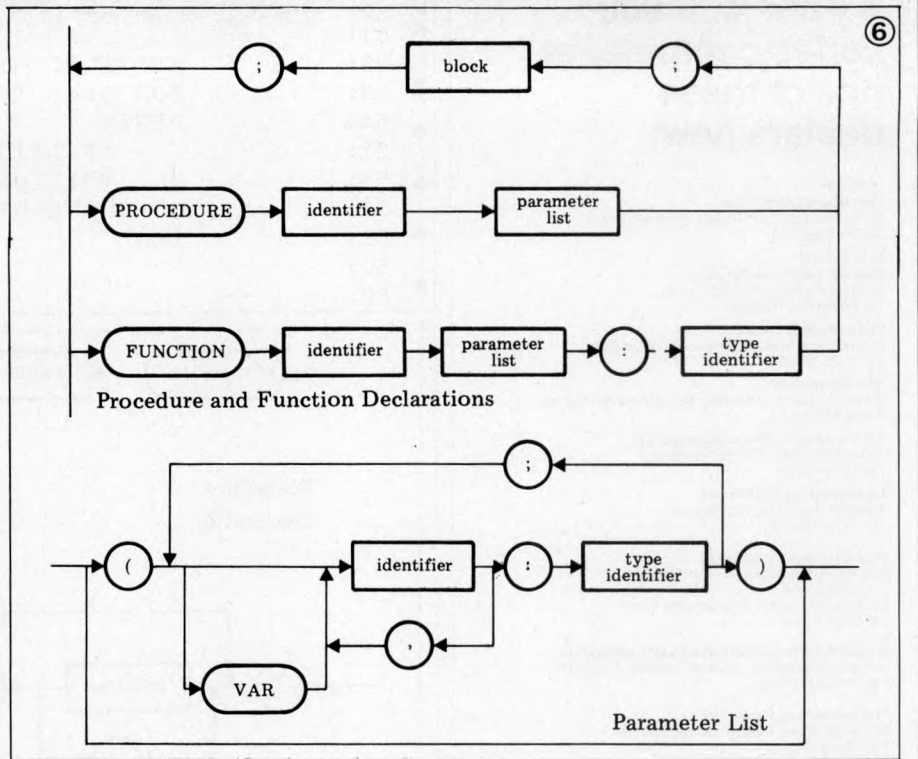 ⑥
; block ;
PROCEDURE identifier parameter list
FUNCTION identifier parameter list : type identifier
Procedure and Function Declarations
;
( identifier : type identifier )
,
VAR
Parameter List